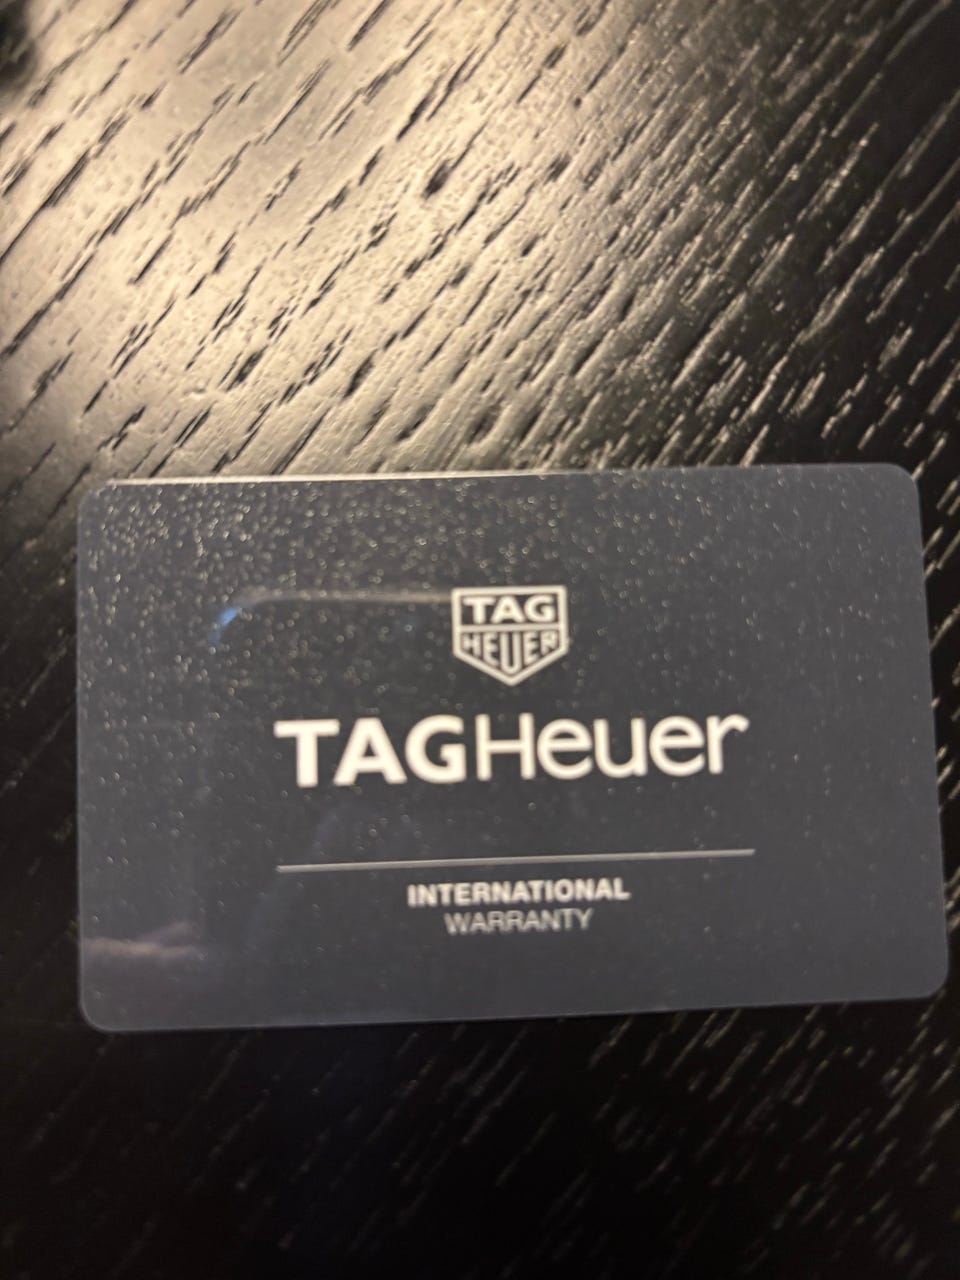 TAG
HEUER
TAGHeuer
INTERNATIONAL
WARRANTY